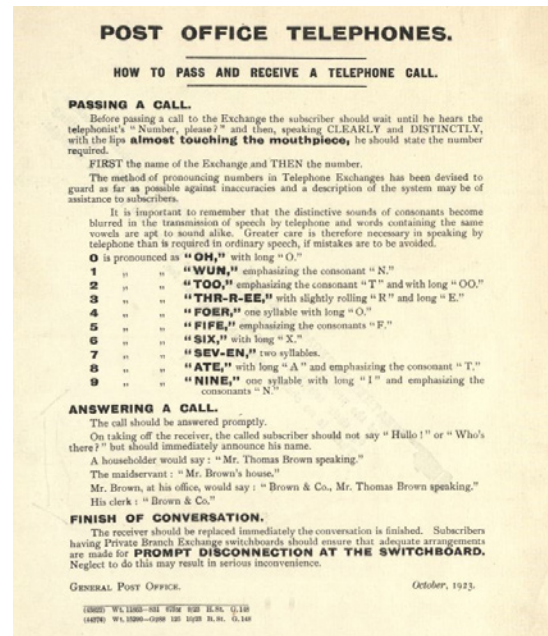 POST OFFICE TELEPHONES.
HOW TO PASS AND RECEIVE A TELEPHONE CALL.
PASSING A CALL.
Before passing a call to the Exchange the subscriber should wait until he hears the
telephonist's " Number, please ? " and then, speaking CLEARLY and DISTINCTLY,
with the lips almost touching the mouthpiece, he should state the number
required.
FIRST the name of the Exchange and THEN the number.
The method of pronouncing numbers in Telephone Exchanges has been devised to
guard as far as possible against inaccuracies and a description of the system may be of
assistance to subscribers.
It is important to remember that the distinctive sounds of consonants become
blurred in the transmission of speech by telephone and words containing the same
vowels are apt to sound alike. Greater care is therefore necessary in speaking by
telephone than is required in ordinary speech, if mistakes are to be avoided.
0 is pronounced as "OH," with long " O."
1 ,, ,, "WUN," emphasizing the consonant " N."
2 ,, ,, "TOO," emphasizing the consonant " T " and with long " OO."
3 ,, ,, "THR-R-EE," with slightly rolling " R " and long " E."
4 ,, ,, "FOER," one syllable with long " O."
5 ,, ,, "FIFE," emphasizing the consonants " F."
6 ,, ,, "SIX," with long " X."
7 ,, ,, "SEV-EN," two syllables.
8 ,, ,, "ATE," with long " A " and emphasizing the consonant " T."
9 ,, ,, "NINE," one syllable with long " I " and emphasizing the
consonants " N."
ANSWERING A CALL.
The call should be answered promptly.
On taking off the receiver, the called subscriber should not say " Hullo ! " or " Who's
there ? " but should immediately announce his name.
A householder would say : " Mr. Thomas Brown speaking."
The maidservant : " Mr. Brown's house."
Mr. Brown, at his office, would say : " Brown & Co., Mr. Thomas Brown speaking."
His clerk : " Brown & Co."
FINISH OF CONVERSATION.
The receiver should be replaced immediately the conversation is finished. Subscribers
having Private Branch Exchange switchboards should ensure that adequate arrangements
are made for PROMPT DISCONNECTION AT THE SWITCHBOARD.
Neglect to do this may result in serious inconvenience.
GENERAL POST OFFICE. October, 1923.